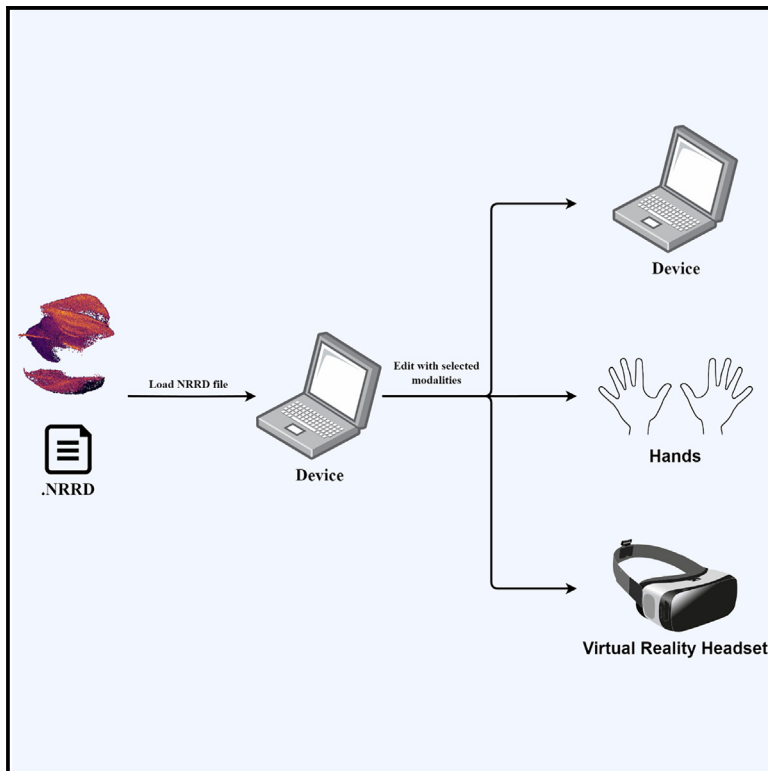 .NRRD
Load NRRD file
Device
Edit with selected
modalities
Device
Hands
Virtual Reality Headset